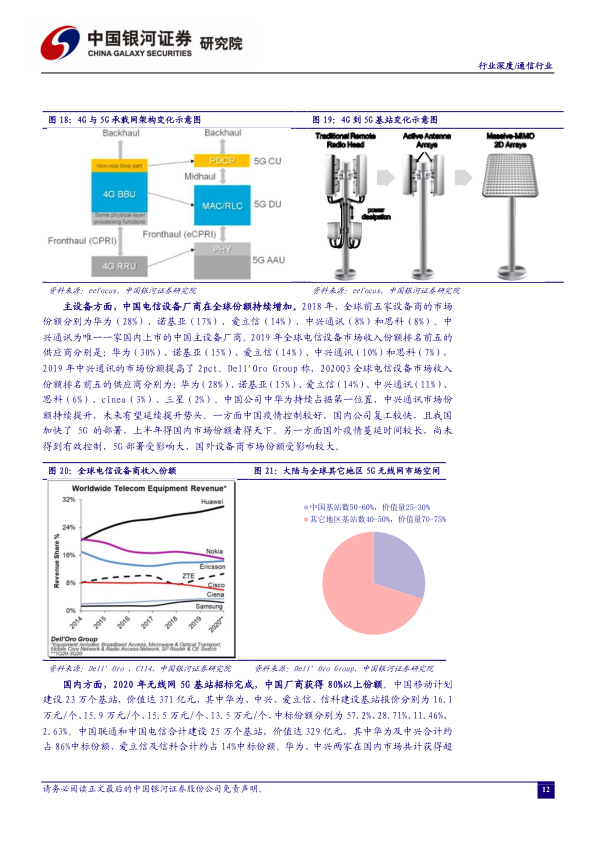 中国银河证券 研究院
CHINA GALAXY SECURITIES
行业深度/通信行业
图 18：4G 与 5G 承载网架构变化示意图
Backhaul
Backhaul
Non-real-time part
PDCP
5G CU
Midhaul
4G BBU
MAC/RLC
5G DU
Some physical-layer
processing functions
Fronthaul (CPRI)
Fronthaul (eCPRI)
PHY
4G RRU
5G AAU
图 19：4G 到 5G 基站变化示意图
Traditional Remote
Radio Head
Active Antenna
Arrays
Massive-MIMO
2D Arrays
power
dissipation
资料来源：eefocus，中国银河证券研究院
资料来源：eefocus，中国银河证券研究院
主设备方面，中国电信设备厂商在全球份额持续增加。2018 年，全球前五家设备商的市场
份额分别为华为（28%）、诺基亚（17%）、爱立信（14%）、中兴通讯（8%）和思科（8%）。中
兴通讯为唯一一家国内上市的中国主设备厂商。2019 年全球电信设备市场收入份额排名前五的
供应商分别是：华为（30%）、诺基亚（15%）、爱立信（14%）、中兴通讯（10%）和思科（7%），
2019 年中兴通讯的市场份额提高了 2pct。Dell'Oro Group 称，2020Q3 全球电信设备市场收入
份额排名前五的供应商分别为：华为（28%）、诺基亚（15%）、爱立信（14%）、中兴通讯（11%）、
思科（6%）、cinea（3%）、三星（2%）。中国公司中华为持续占据第一位置，中兴通讯市场份
额持续提升，未来有望延续提升势头。一方面中国疫情控制较好，国内公司复工较快，且我国
加快了 5G 的部署，上半年得国内市场份额者得天下。另一方面国外疫情蔓延时间较长，尚未
得到有效控制，5G 部署受影响大，国外设备商市场份额受影响较大。
图 20：全球电信设备商收入份额
Worldwide Telecom Equipment Revenue*
Revenue Share %
32%
24%
16%
8%
0%
Huawei
Nokia
Ericsson
ZTE
Cisco
Ciena
Samsung
2014
2015
2016
2017
2018
2019
2020**
Dell'Oro Group
*Equipment includes: Broadband Access, Microwave & Optical Transport,
Mobile Core Network & Radio Access Network, SP Router & CE Switch
**1Q20-3Q20
图 21：大陆与全球其它地区 5G 无线网市场空间
中国基站数50-60%，价值量25-30%
其它地区基站数40-50%，价值量70-75%
资料来源：Dell' Oro，C114，中国银河证券研究院
资料来源：Dell' Oro Group，中国银河证券研究院
国内方面，2020 年无线网 5G 基站招标完成，中国厂商获得 80%以上份额。中国移动计划
建设 23 万个基站，价值达 371 亿元，其中华为、中兴、爱立信、信科建设基站报价分别为 16.1
万元/个、15.9 万元/个、15.5 万元/个、13.5 万元/个，中标份额分别为 57.2%、28.71%、11.46%、
2.63%。中国联通和中国电信合计建设 25 万个基站，价值达 329 亿元，其中华为及中兴合计约
占 86%中标份额，爱立信及信科合计约占 14%中标份额。华为、中兴两家在国内市场共计获得超
请务必阅读正文最后的中国银河证券股份公司免责声明。
12